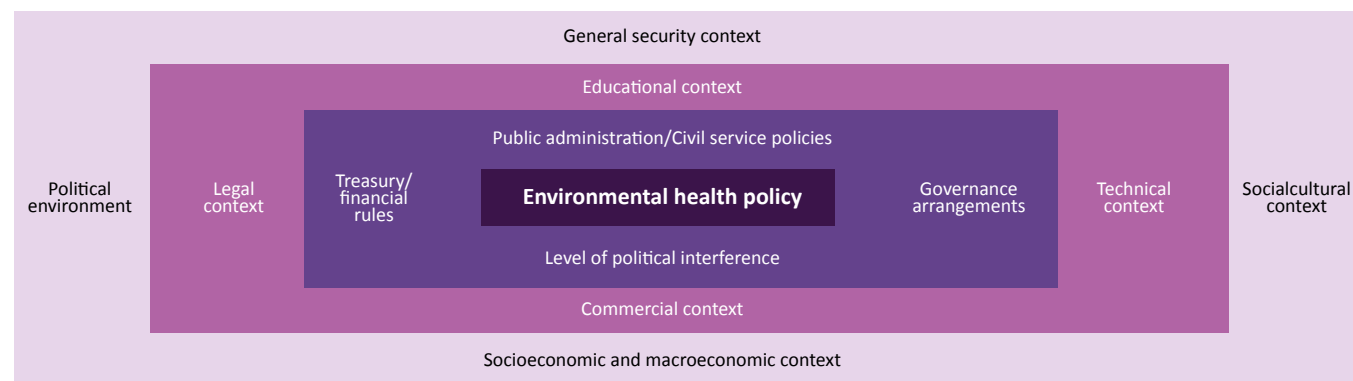 General security context
Educational context
Public administration/Civil service policies
Political
environment
Legal
context
Treasury/
financial
rules
Environmental health policy
Governance
arrangements
Technical
context
Socialcultural
context
Level of political interference
Commercial context
Socioeconomic and macroeconomic context